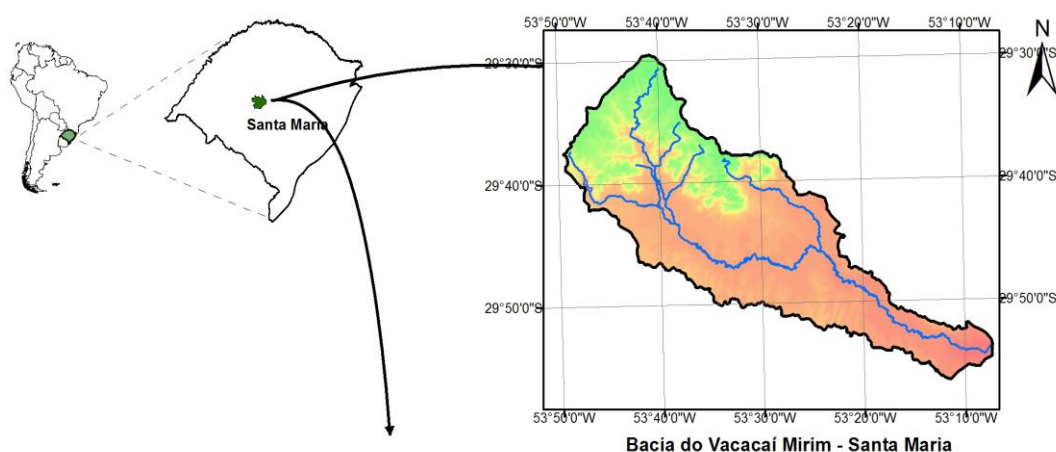 53°50'0"W 53°40'0"W 53°30'0"W 53°20'0"W 53°10'0"W
N
29°30'0"S 29°30'0"S
Santa Maria
29°40'0"S 29°40'0"S
29°50'0"S 29°50'0"S
53°50'0"W 53°40'0"W 53°30'0"W 53°20'0"W 53°10'0"W
Bacia do Vacacaí Mirim - Santa Maria